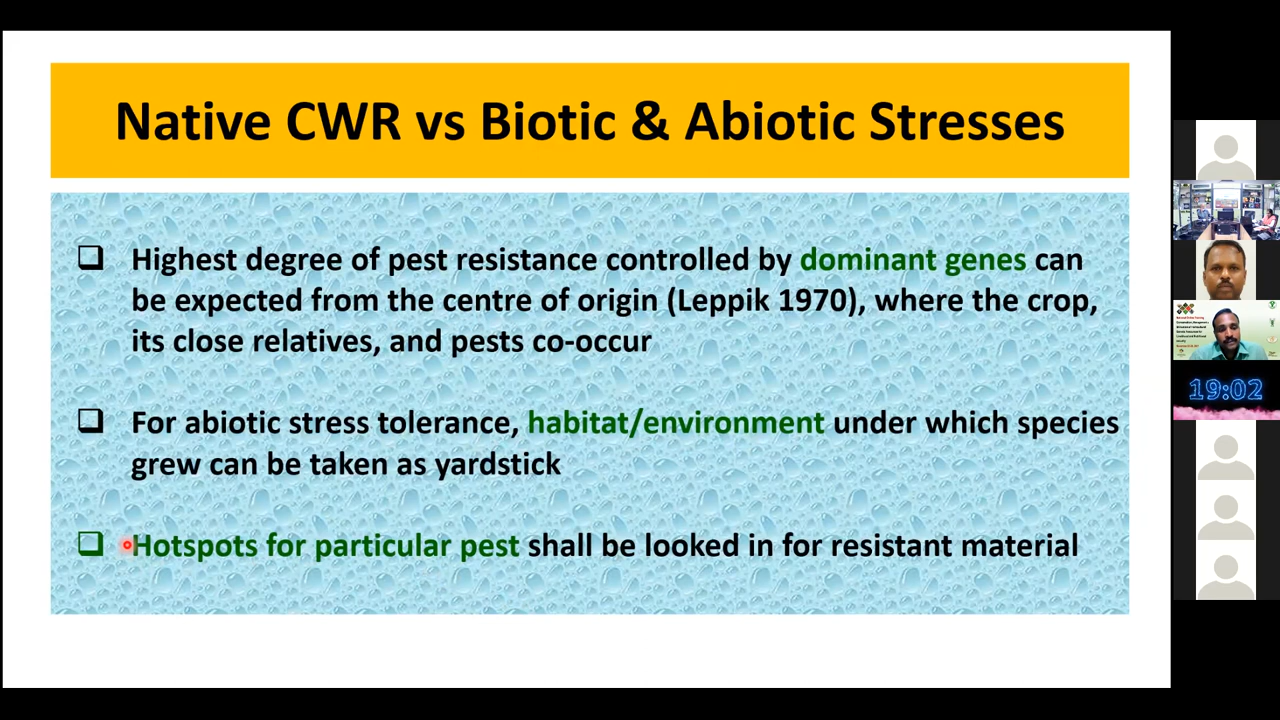 Native CWR vs Biotic & Abiotic Stresses
Highest degree of pest resistance controlled by dominant genes can
be expected from the centre of origin (Leppik 1970), where the crop,
its close relatives, and pests co-occur
For abiotic stress tolerance, habitat/environment under which species
grew can be taken as yardstick
Hotspots for particular pest shall be looked in for resistant material
19:02